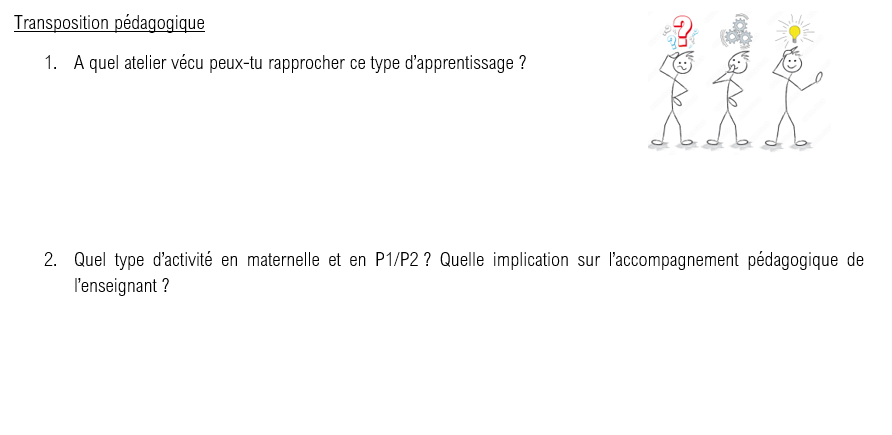 Transposition pédagogique
1. A quel atelier vécu peux-tu rapprocher ce type d'apprentissage ?
2. Quel type d'activité en maternelle et en P1/P2 ? Quelle implication sur l'accompagnement pédagogique de
l'enseignant ?